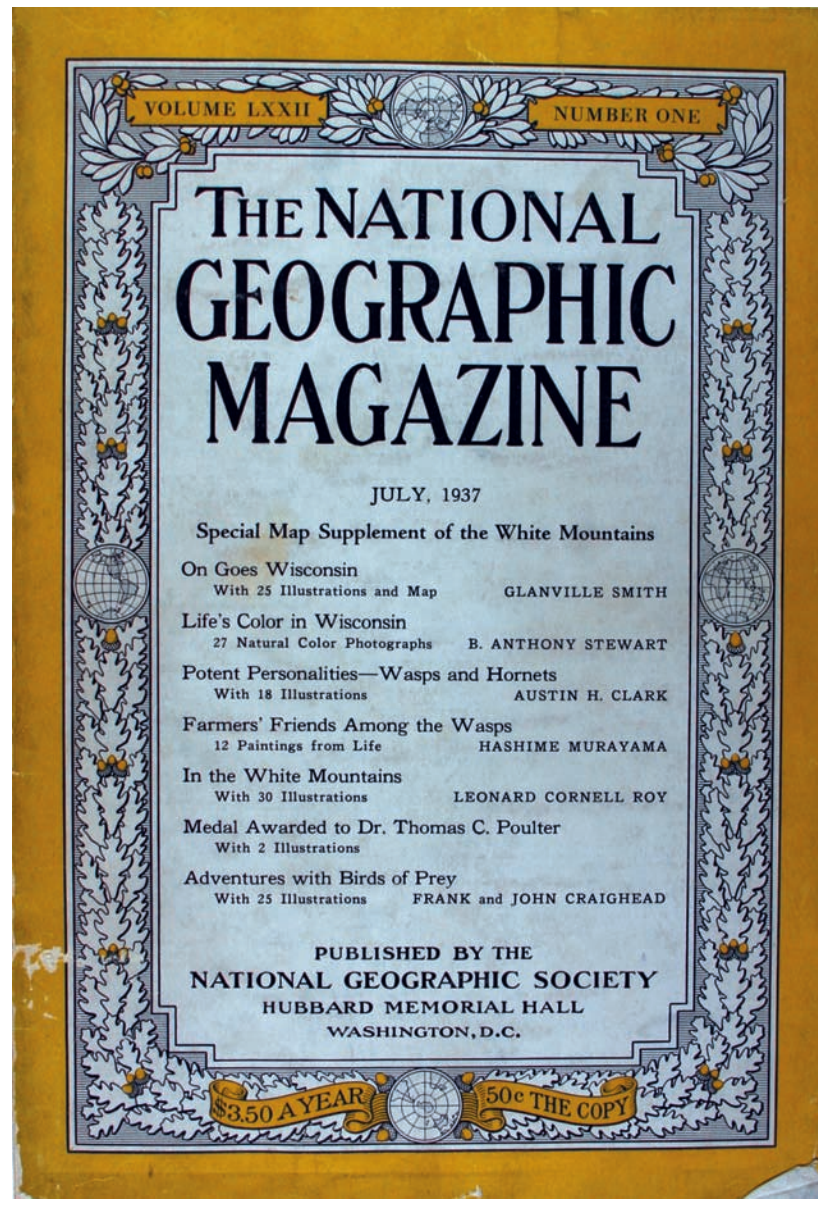 VOLUME LXXII
NUMBER ONE
THE NATIONAL
GEOGRAPHIC
MAGAZINE
JULY, 1937
Special Map Supplement of the White Mountains
On Goes Wisconsin
With 25 Illustrations and Map GLANVILLE SMITH
Life's Color in Wisconsin
27 Natural Color Photographs B. ANTHONY STEWART
Potent Personalities—Wasps and Hornets
With 18 Illustrations AUSTIN H. CLARK
Farmers' Friends Among the Wasps
12 Paintings from Life HASHIME MURAYAMA
In the White Mountains
With 30 Illustrations LEONARD CORNELL ROY
Medal Awarded to Dr. Thomas C. Poulter
With 2 Illustrations
Adventures with Birds of Prey
With 25 Illustrations FRANK and JOHN CRAIGHEAD
PUBLISHED BY THE
NATIONAL GEOGRAPHIC SOCIETY
HUBBARD MEMORIAL HALL
WASHINGTON, D.C.
$3.50 A YEAR
50c THE COPY